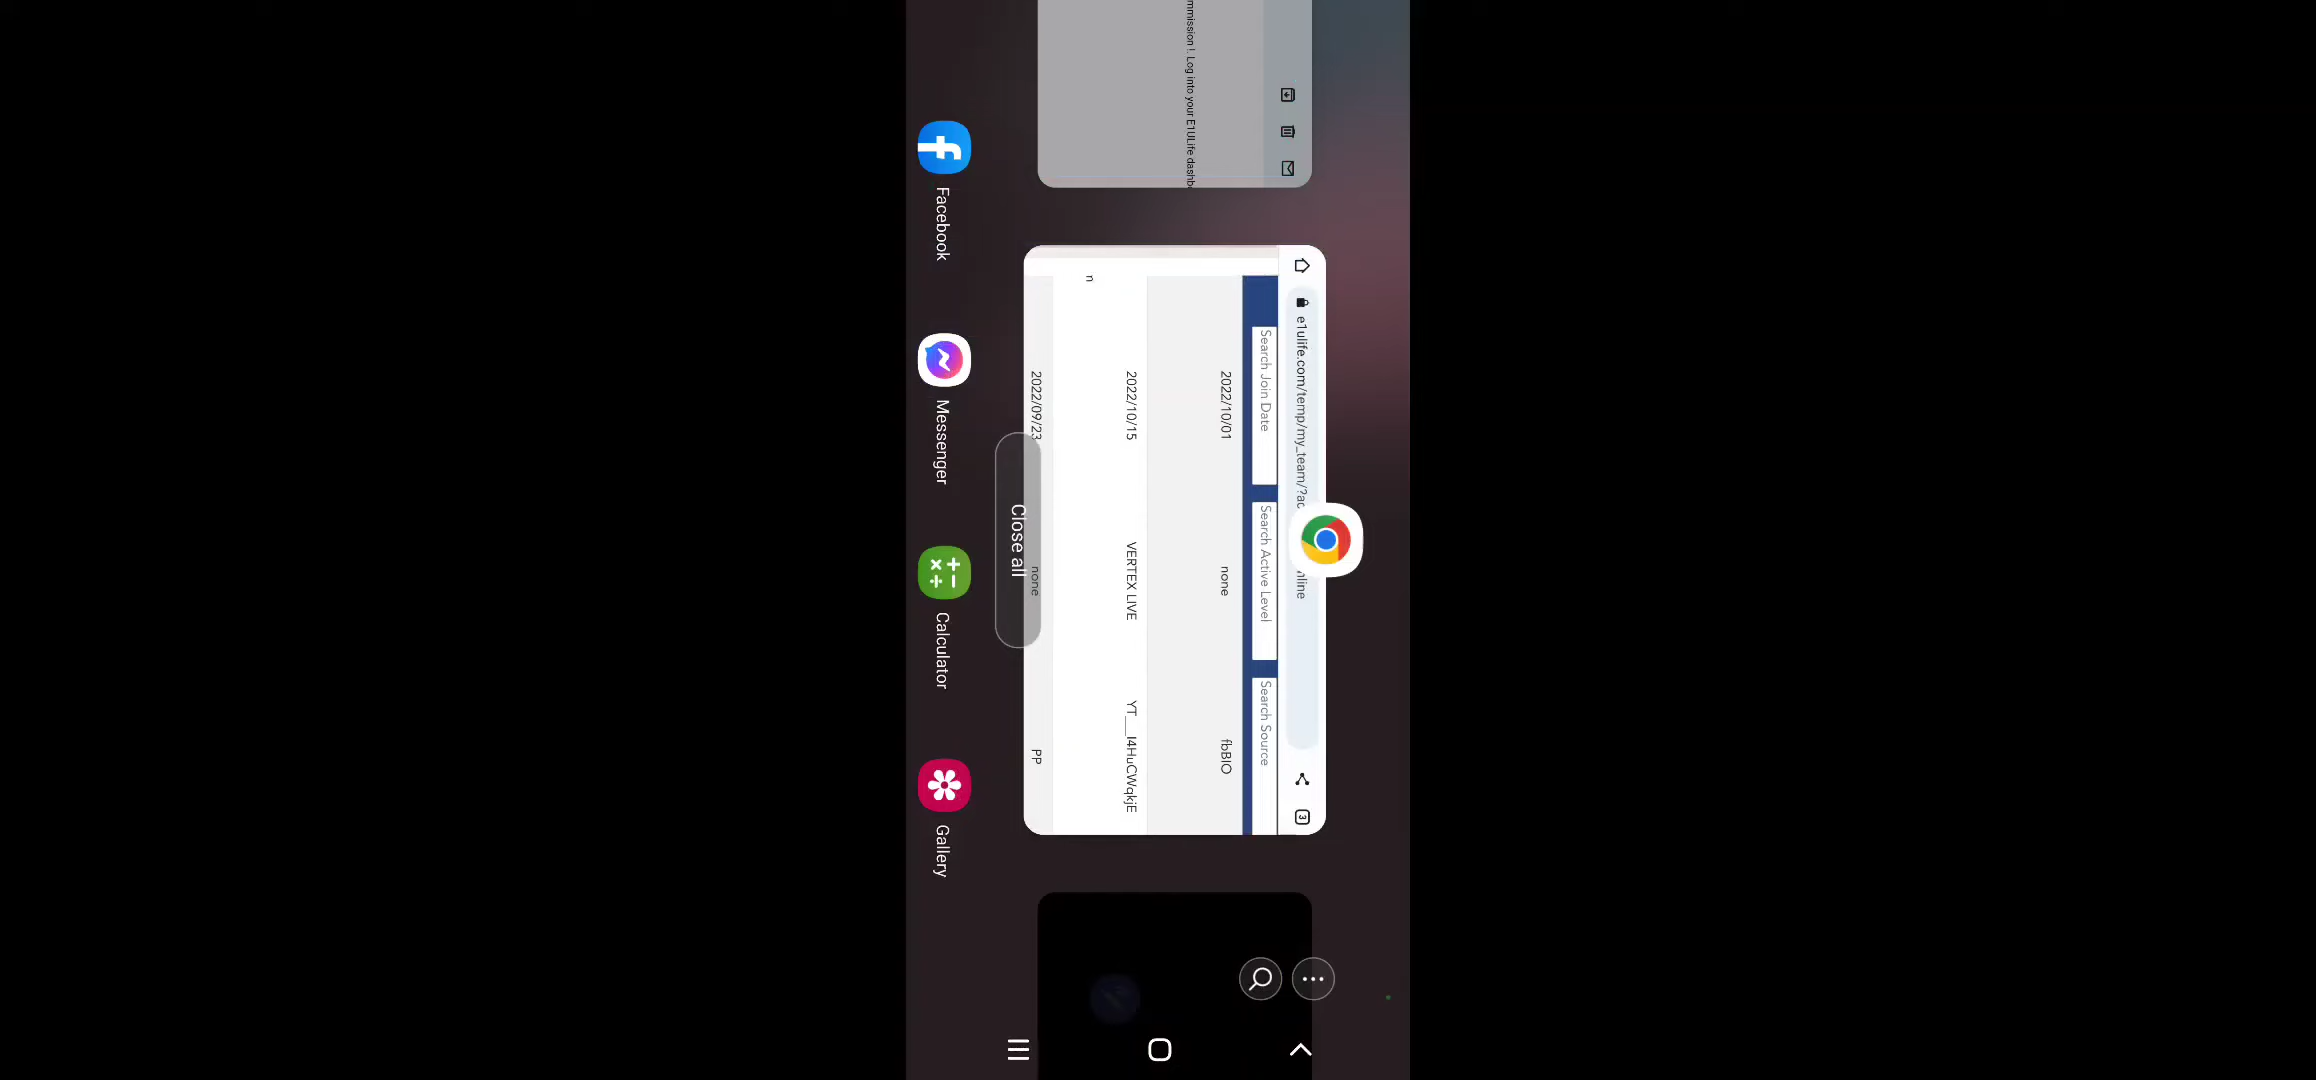 mmission !. Log into your E1ULife dashb
e1ulife.com/temp/my_team/?ac
nline
3
Search Join Date
Search Active Level
Search Source
2022/10/01
none
fbBIO
n
2022/10/15
VERTEX LIVE
YT__I4HuCWqkjE
2022/09/23
none
PP
Close all
Facebook
Messenger
Calculator
Gallery